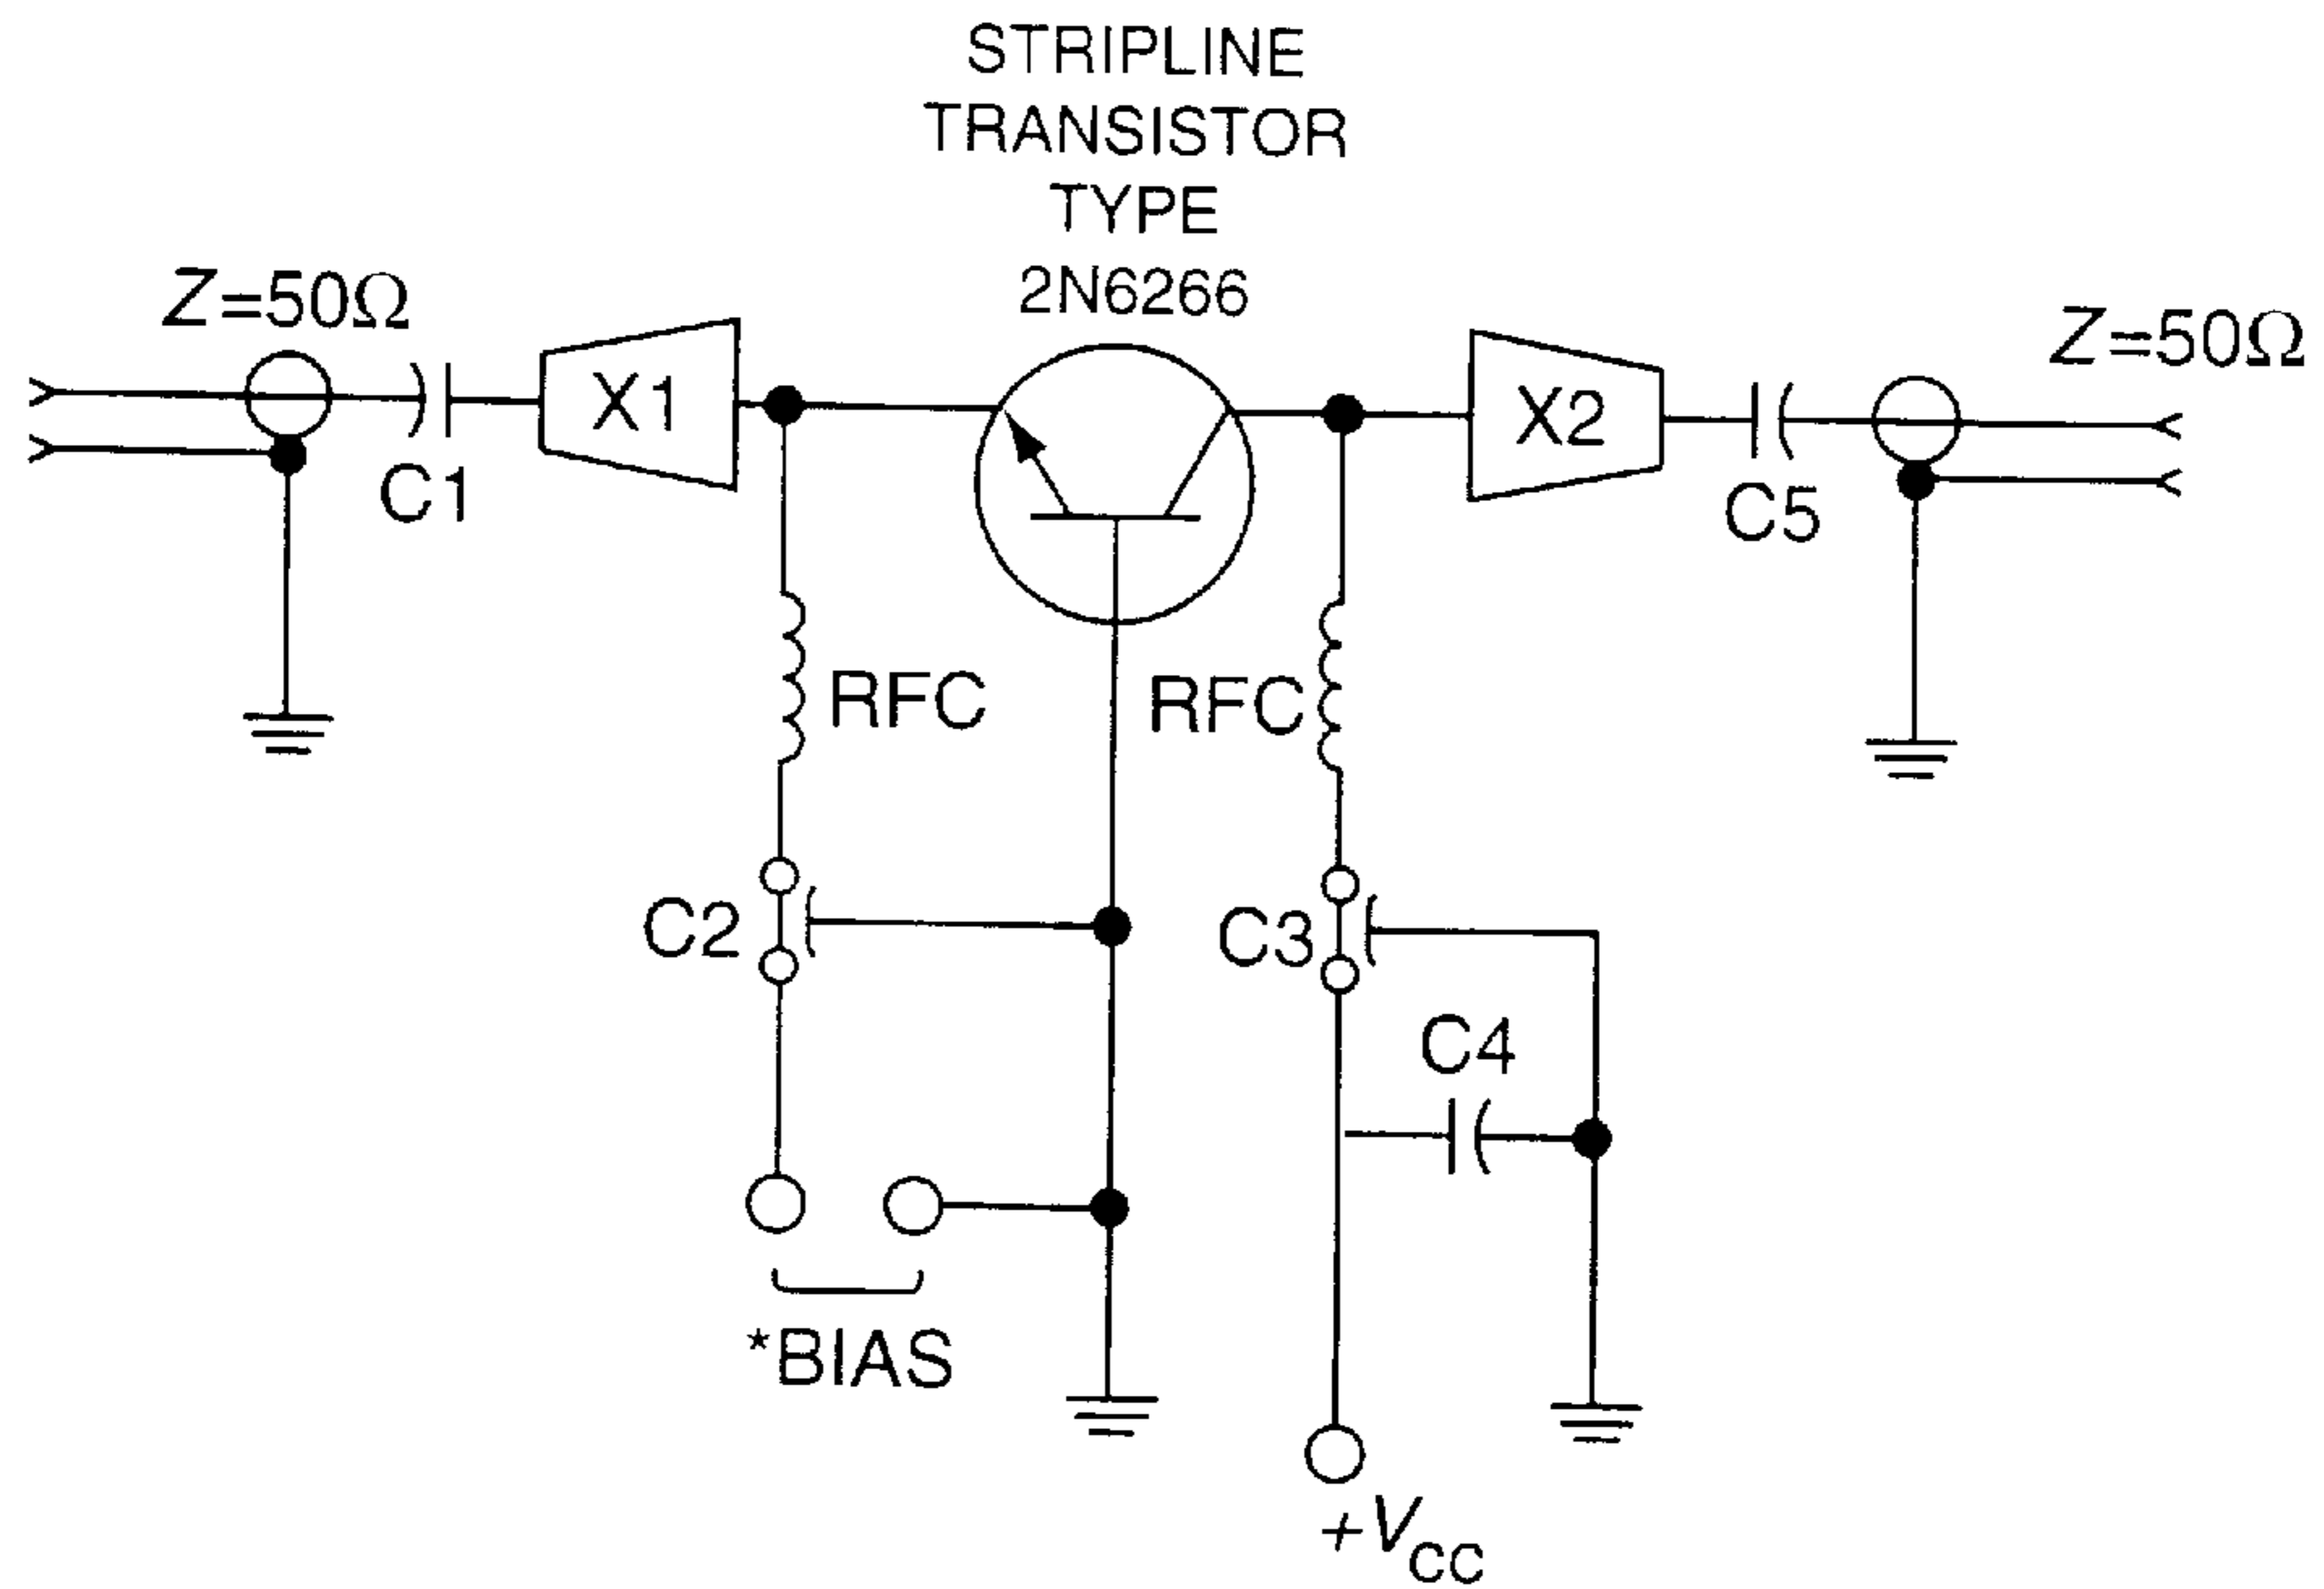 STRIPLINE
TRANSISTOR
TYPE
2N6266
Z=50Ω
Z=50Ω
X1
X2
C1
C5
RFC
RFC
C2
C3
C4
*BIAS
+VCC